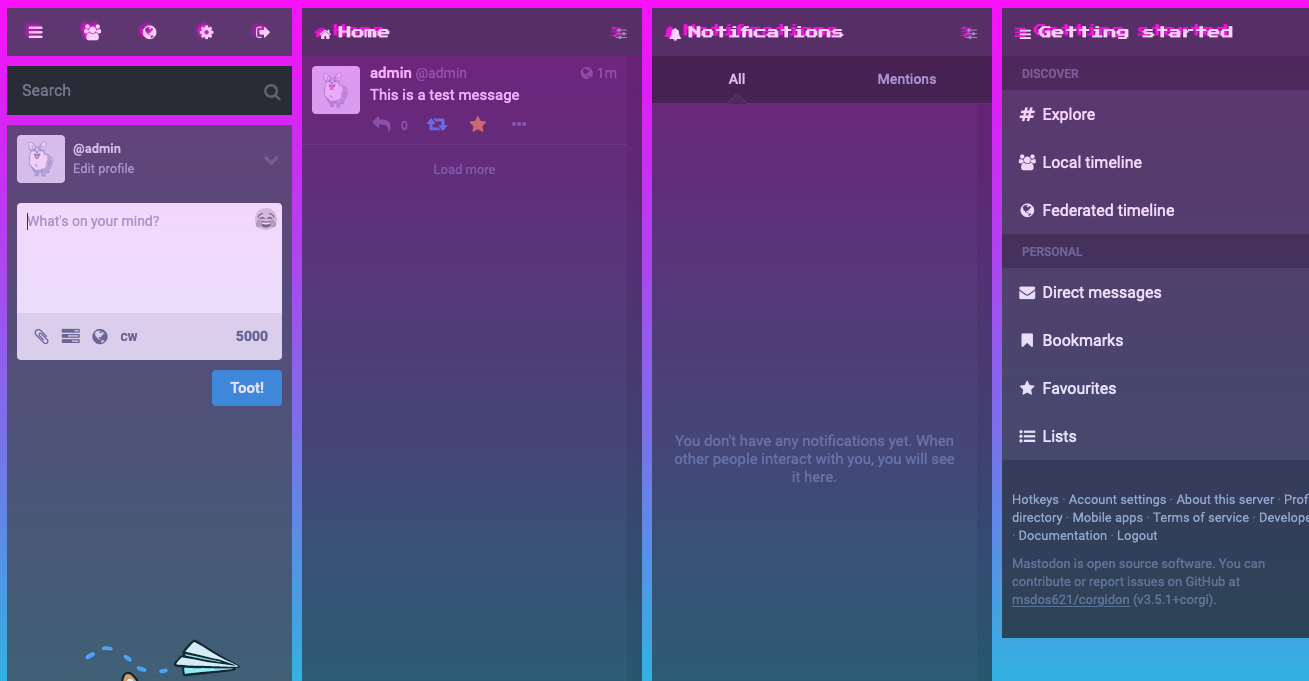 Search
@admin
Edit profile
What's on your mind?
CW 5000
Toot!
Home
admin @admin 1m
This is a test message
0
Load more
Notifications
All Mentions
You don't have any notifications yet. When
other people interact with you, you will see
it here.
Getting started
DISCOVER
# Explore
Local timeline
Federated timeline
PERSONAL
Direct messages
Bookmarks
Favourites
Lists
Hotkeys · Account settings · About this server · Prof
directory · Mobile apps · Terms of service · Develope
· Documentation · Logout
Mastodon is open source software. You can
contribute or report issues on GitHub at
msdos621/corgidon (v3.5.1+corgi).